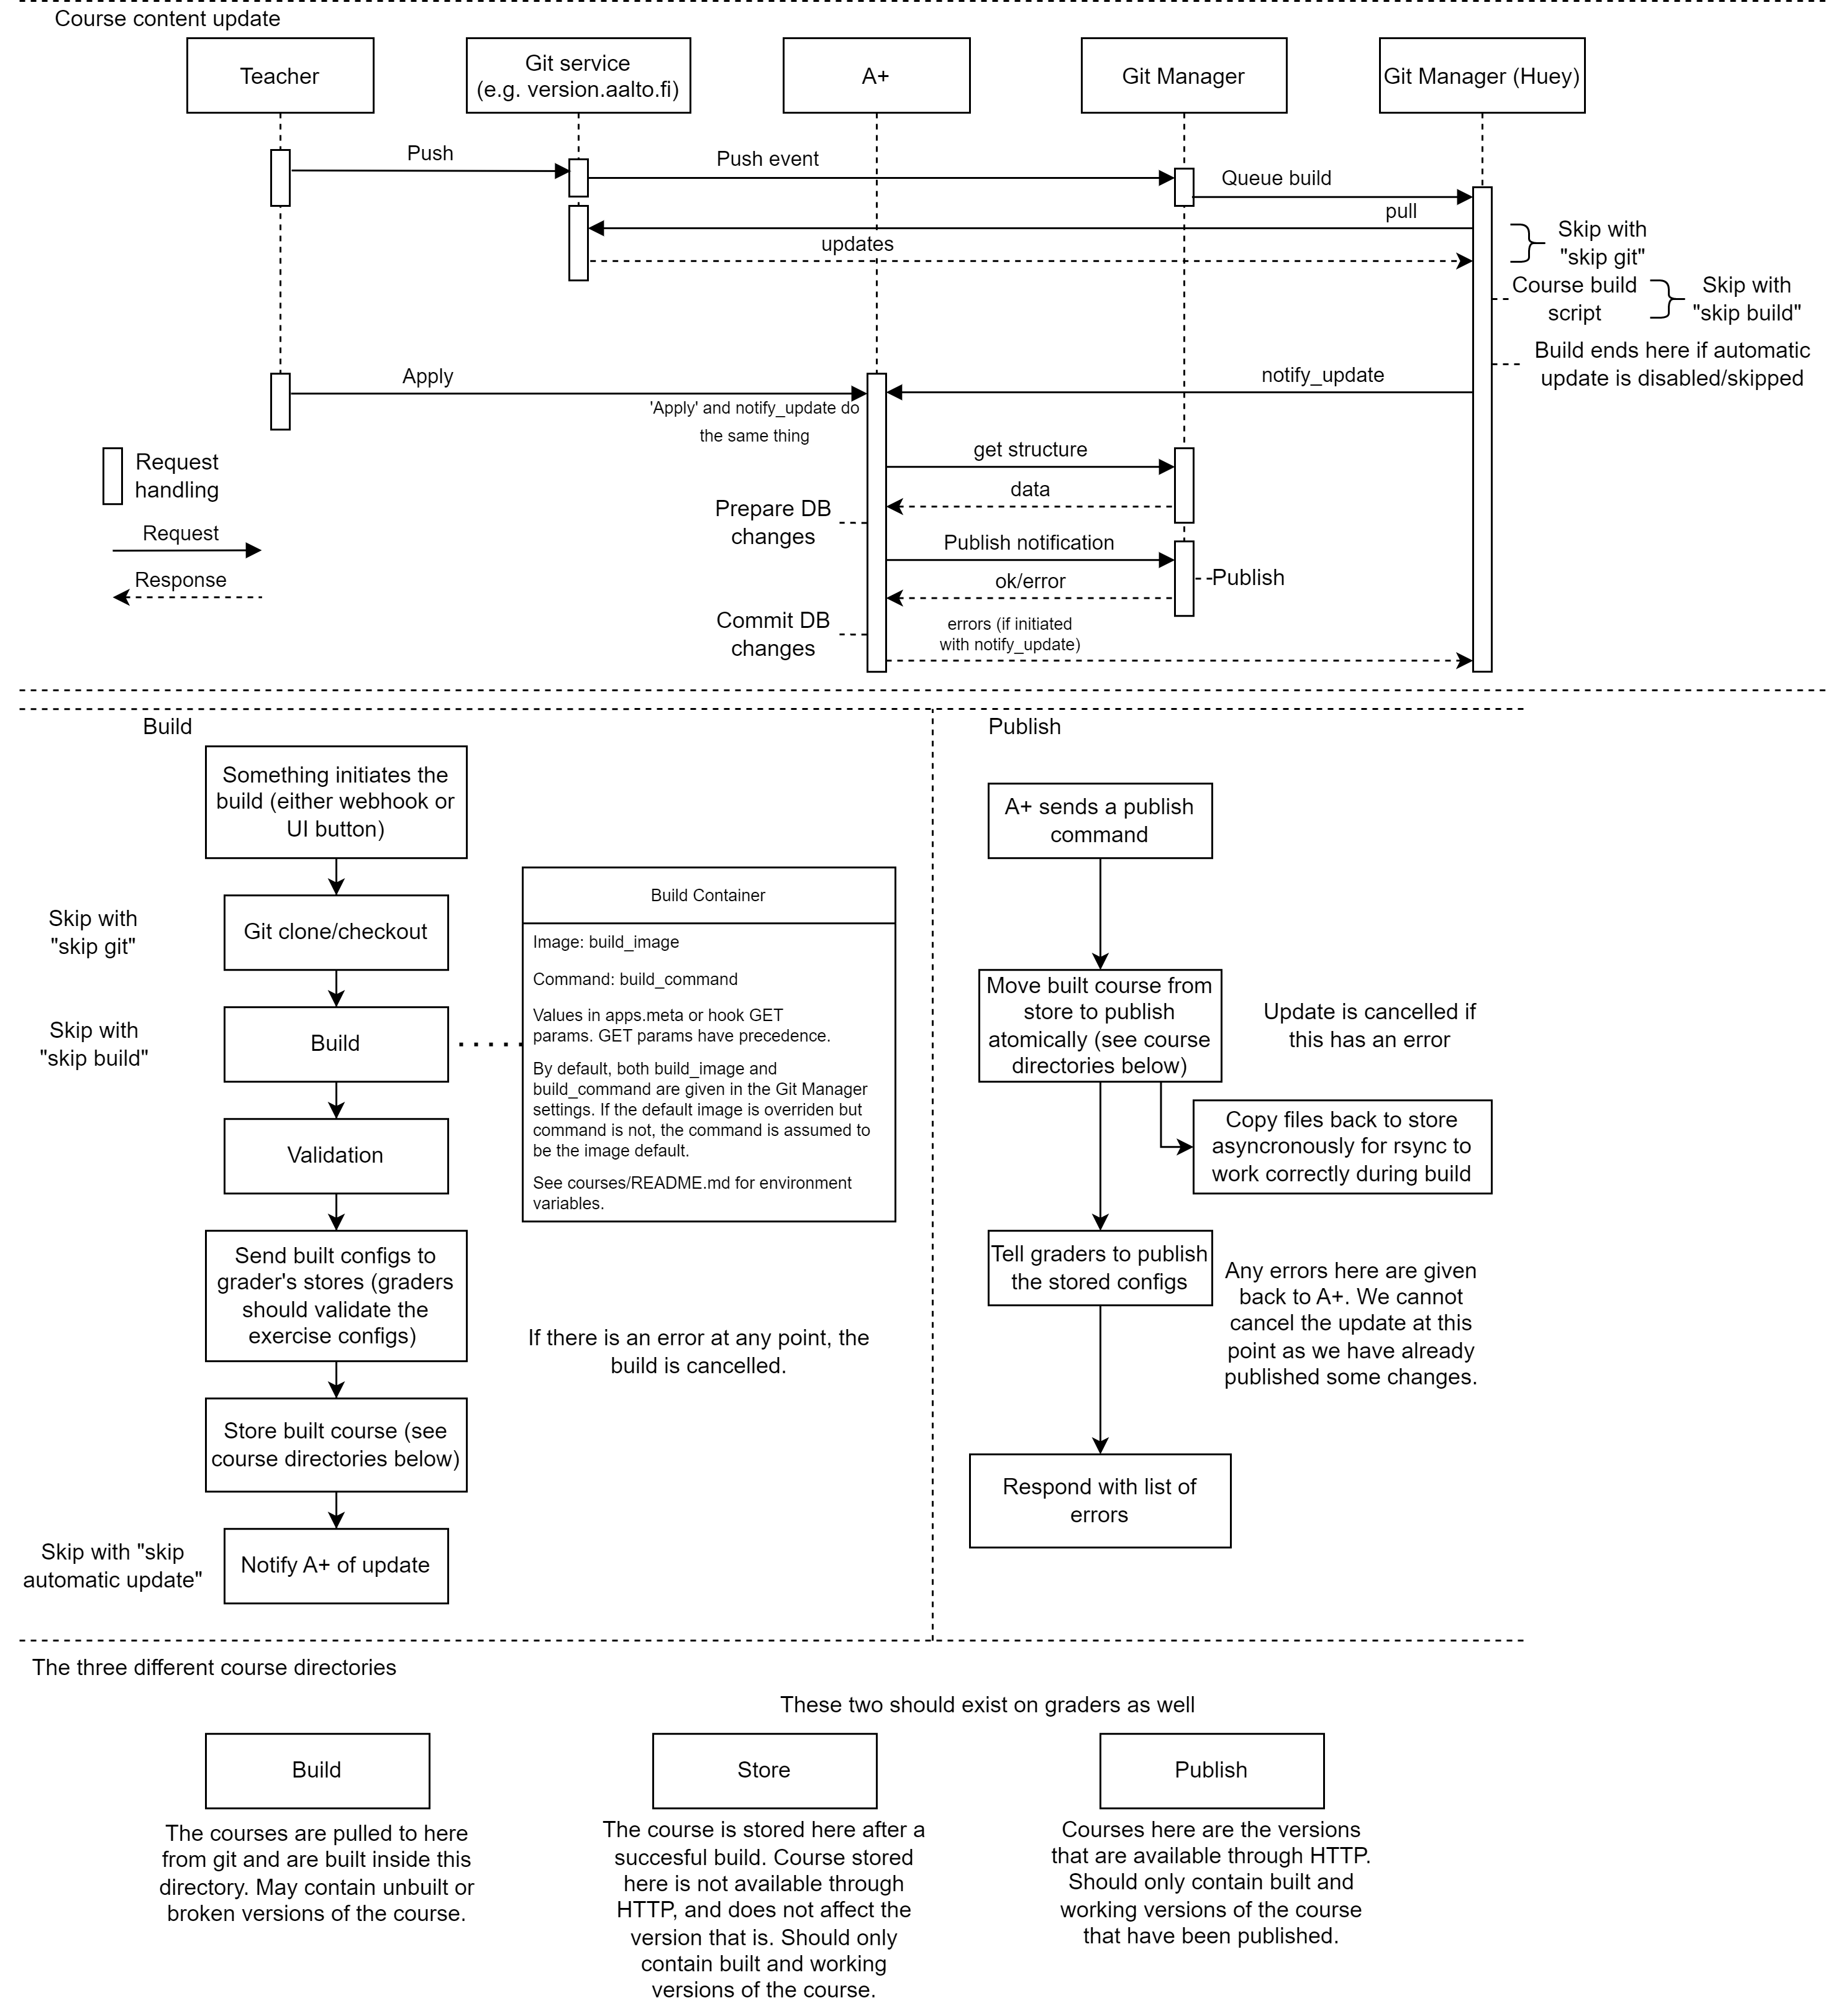 Course content update
Teacher
Git service
(e.g. version.aalto.fi)
A+
Git Manager
Git Manager (Huey)
Push
Push event
Queue build
pull
updates
Skip with
"skip git"
Course build
script
Skip with
"skip build"
Build ends here if automatic
update is disabled/skipped
Apply
notify_update
'Apply' and notify_update do
the same thing
Request
handling
Request
Response
get structure
data
Prepare DB
changes
Publish notification
Publish
ok/error
Commit DB
changes
errors (if initiated
with notify_update)
Build
Something initiates the
build (either webhook or
UI button)
Skip with
"skip git"
Git clone/checkout
Skip with
"skip build"
Build
Build Container
Image: build_image
Command: build_command
Values in apps.meta or hook GET
params. GET params have precedence.
By default, both build_image and
build_command are given in the Git Manager
settings. If the default image is overriden but
command is not, the command is assumed to
be the image default.
See courses/README.md for environment
variables.
Validation
Send built configs to
grader's stores (graders
should validate the
exercise configs)
If there is an error at any point, the
build is cancelled.
Store built course (see
course directories below)
Skip with "skip
automatic update"
Notify A+ of update
Publish
A+ sends a publish
command
Move built course from
store to publish
atomically (see course
directories below)
Update is cancelled if
this has an error
Copy files back to store
asyncronously for rsync to
work correctly during build
Tell graders to publish
the stored configs
Any errors here are given
back to A+. We cannot
cancel the update at this
point as we have already
published some changes.
Respond with list of
errors
The three different course directories
These two should exist on graders as well
Build
The courses are pulled to here
from git and are built inside this
directory. May contain unbuilt or
broken versions of the course.
Store
The course is stored here after a
succesful build. Course stored
here is not available through
HTTP, and does not affect the
version that is. Should only
contain built and working
versions of the course.
Publish
Courses here are the versions
that are available through HTTP.
Should only contain built and
working versions of the course
that have been published.